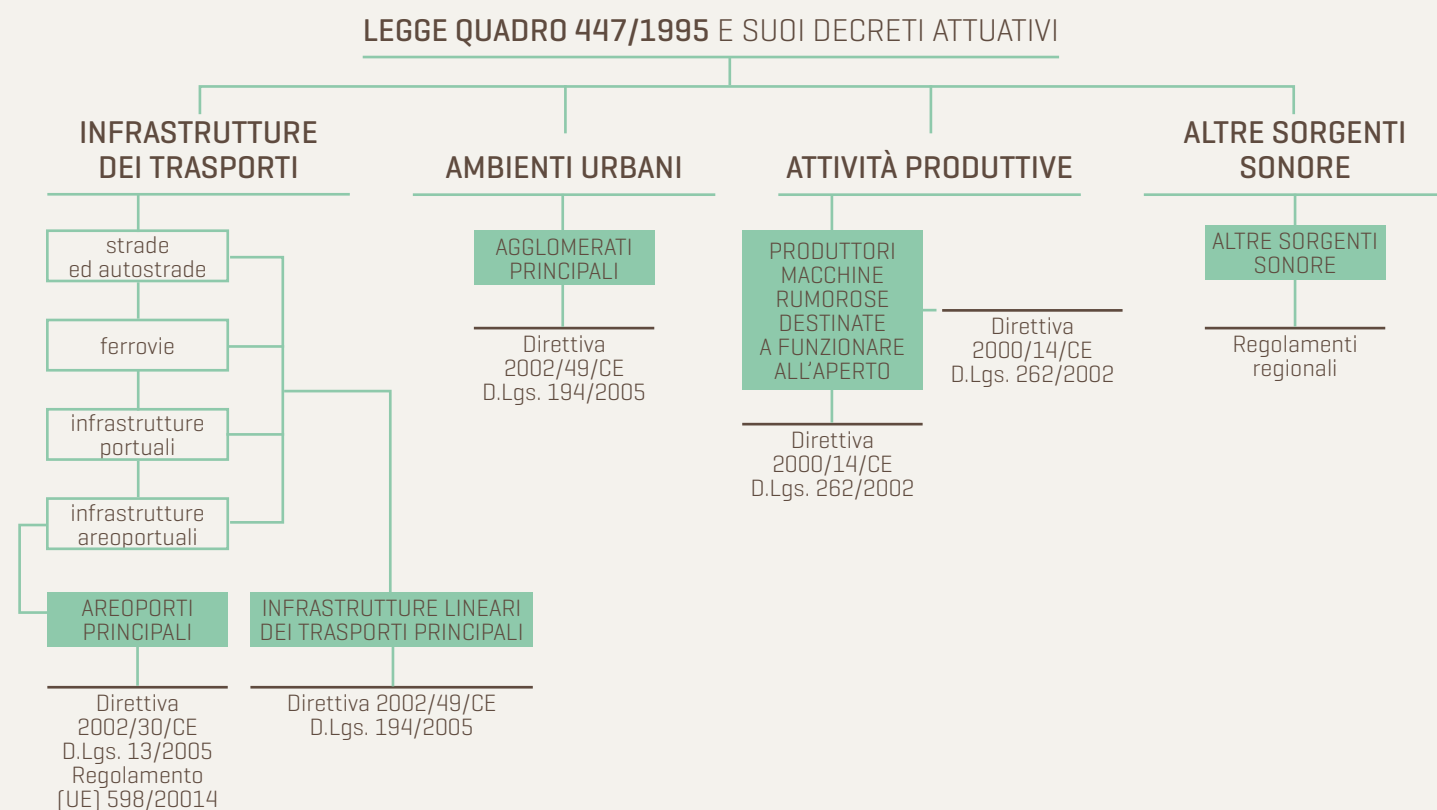 LEGGE QUADRO 447/1995 E SUOI DECRETI ATTUATIVI
INFRASTRUTTURE
DEI TRASPORTI
strade
ed autostrade
ferrovie
infrastrutture
portuali
infrastrutture
areoportuali
AREOPORTI
PRINCIPALI
Direttiva
2002/30/CE
D.Lgs. 13/2005
Regolamento
(UE) 598/20014
INFRASTRUTTURE LINEARI
DEI TRASPORTI PRINCIPALI
Direttiva 2002/49/CE
D.Lgs. 194/2005
AMBIENTI URBANI
AGGLOMERATI
PRINCIPALI
Direttiva
2002/49/CE
D.Lgs. 194/2005
ATTIVITÀ PRODUTTIVE
PRODUTTORI
MACCHINE
RUMOROSE
DESTINATE
A FUNZIONARE
ALL'APERTO
Direttiva
2000/14/CE
D.Lgs. 262/2002
Direttiva
2000/14/CE
D.Lgs. 262/2002
ALTRE SORGENTI
SONORE
ALTRE SORGENTI
SONORE
Regolamenti
regionali